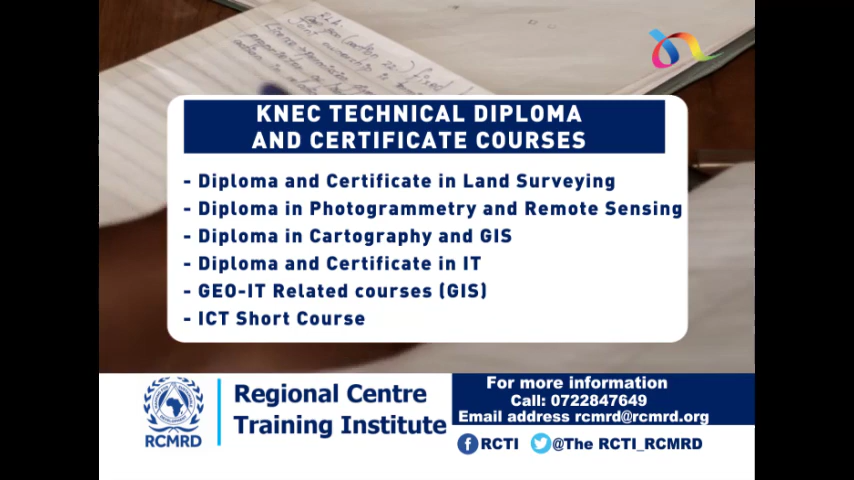 KNEC TECHNICAL DIPLOMA
AND CERTIFICATE COURSES
- Diploma and Certificate in Land Surveying
- Diploma in Photogrammetry and Remote Sensing
- Diploma in Cartography and GIS
- Diploma and Certificate in IT
- GEO-IT Related courses (GIS)
- ICT Short Course
RCMRD
Regional Centre
Training Institute
For more information
Call: 0722847649
Email address rcmrd@rcmrd.org
RCTI @The RCTI_RCMRD